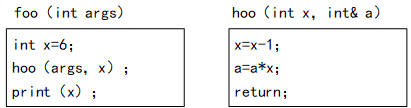 foo (int args)
int x=6;
hoo (args, x) ;
print (x) ;
hoo (int x, int& a)
x=x-1;
a=a*x;
return;